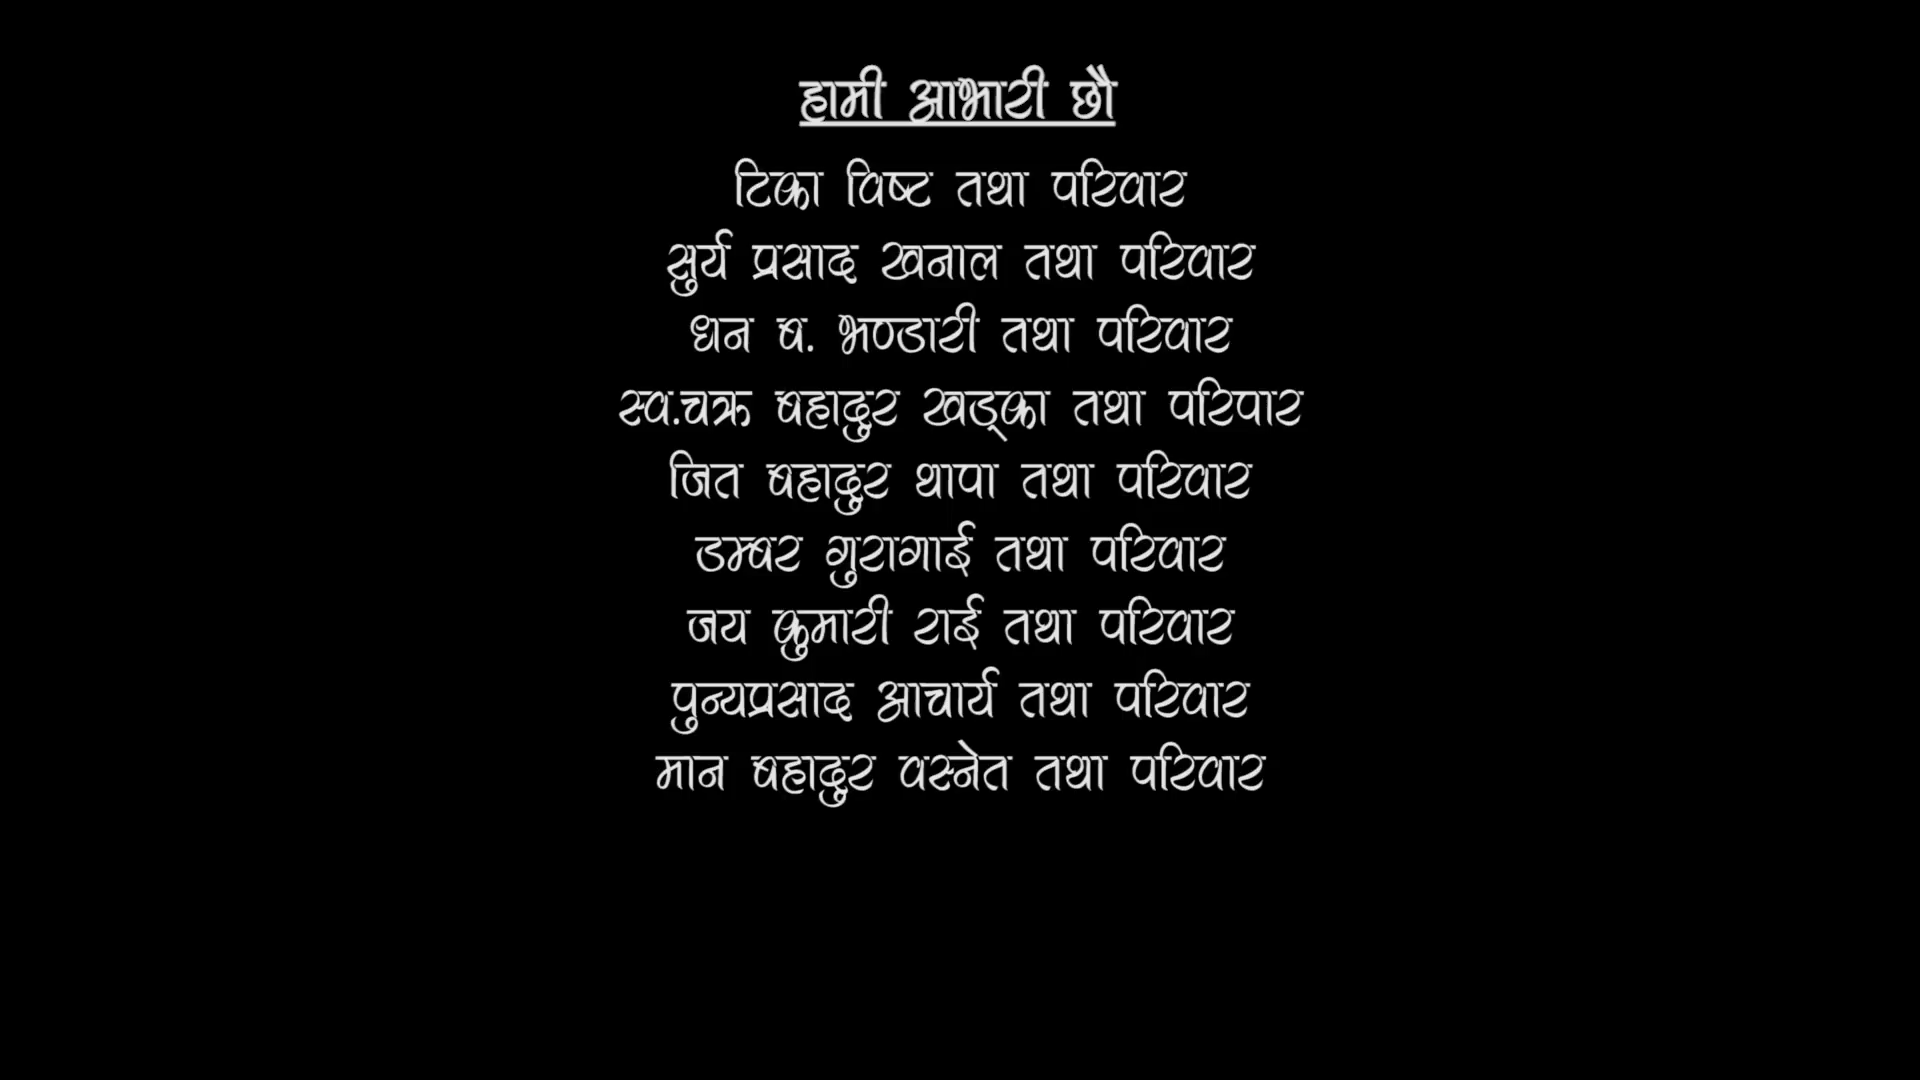 हामी आभारी छौ
टिका विष्ट तथा परिवार
सुर्य प्रसाद खनाल तथा परिवार
धन ब. भण्डारी तथा परिवार
स्व.चक्र बहादुर खड्का तथा परिपार
जित बहादुर थापा तथा परिवार
डम्बर गुरागाई तथा परिवार
जय कुमारी राई तथा परिवार
पुन्यप्रसाद आचार्य तथा परिवार
मान बहादुर वस्नेत तथा परिवार